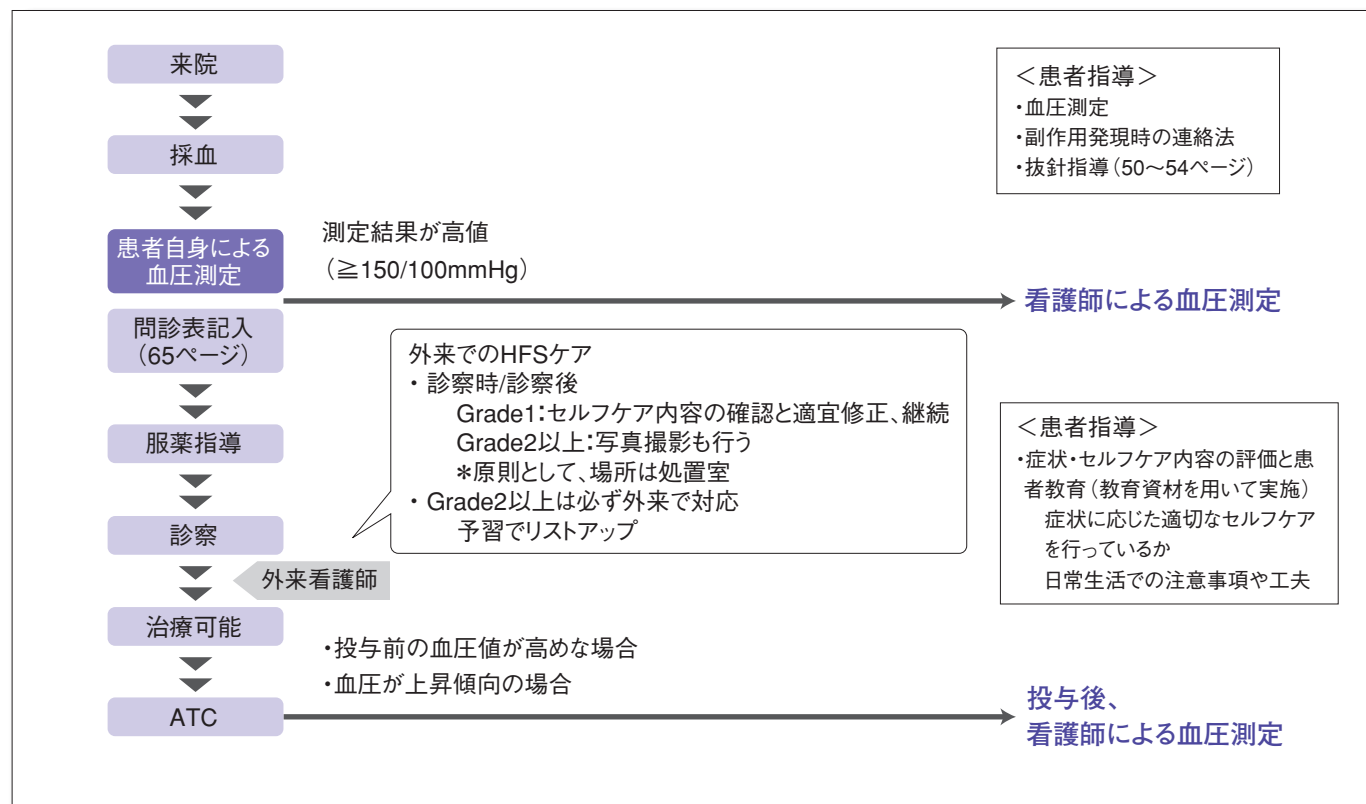 来院
採血
患者自身による
血圧測定
測定結果が高値
（≧150/100mmHg）
看護師による血圧測定
＜患者指導＞
・血圧測定
・副作用発現時の連絡法
・抜針指導（50～54ページ）
問診表記入
（65ページ）
服薬指導
診察
外来看護師
外来でのHFSケア
・ 診察時/診察後
Grade1：セルフケア内容の確認と適宜修正、継続
Grade2以上：写真撮影も行う
＊原則として、場所は処置室
・ Grade2以上は必ず外来で対応
予習でリストアップ
＜患者指導＞
・症状・セルフケア内容の評価と患
者教育（教育資材を用いて実施）
症状に応じた適切なセルフケア
を行っているか
日常生活での注意事項や工夫
治療可能
ATC
・投与前の血圧値が高めな場合
・血圧が上昇傾向の場合
投与後、
看護師による血圧測定